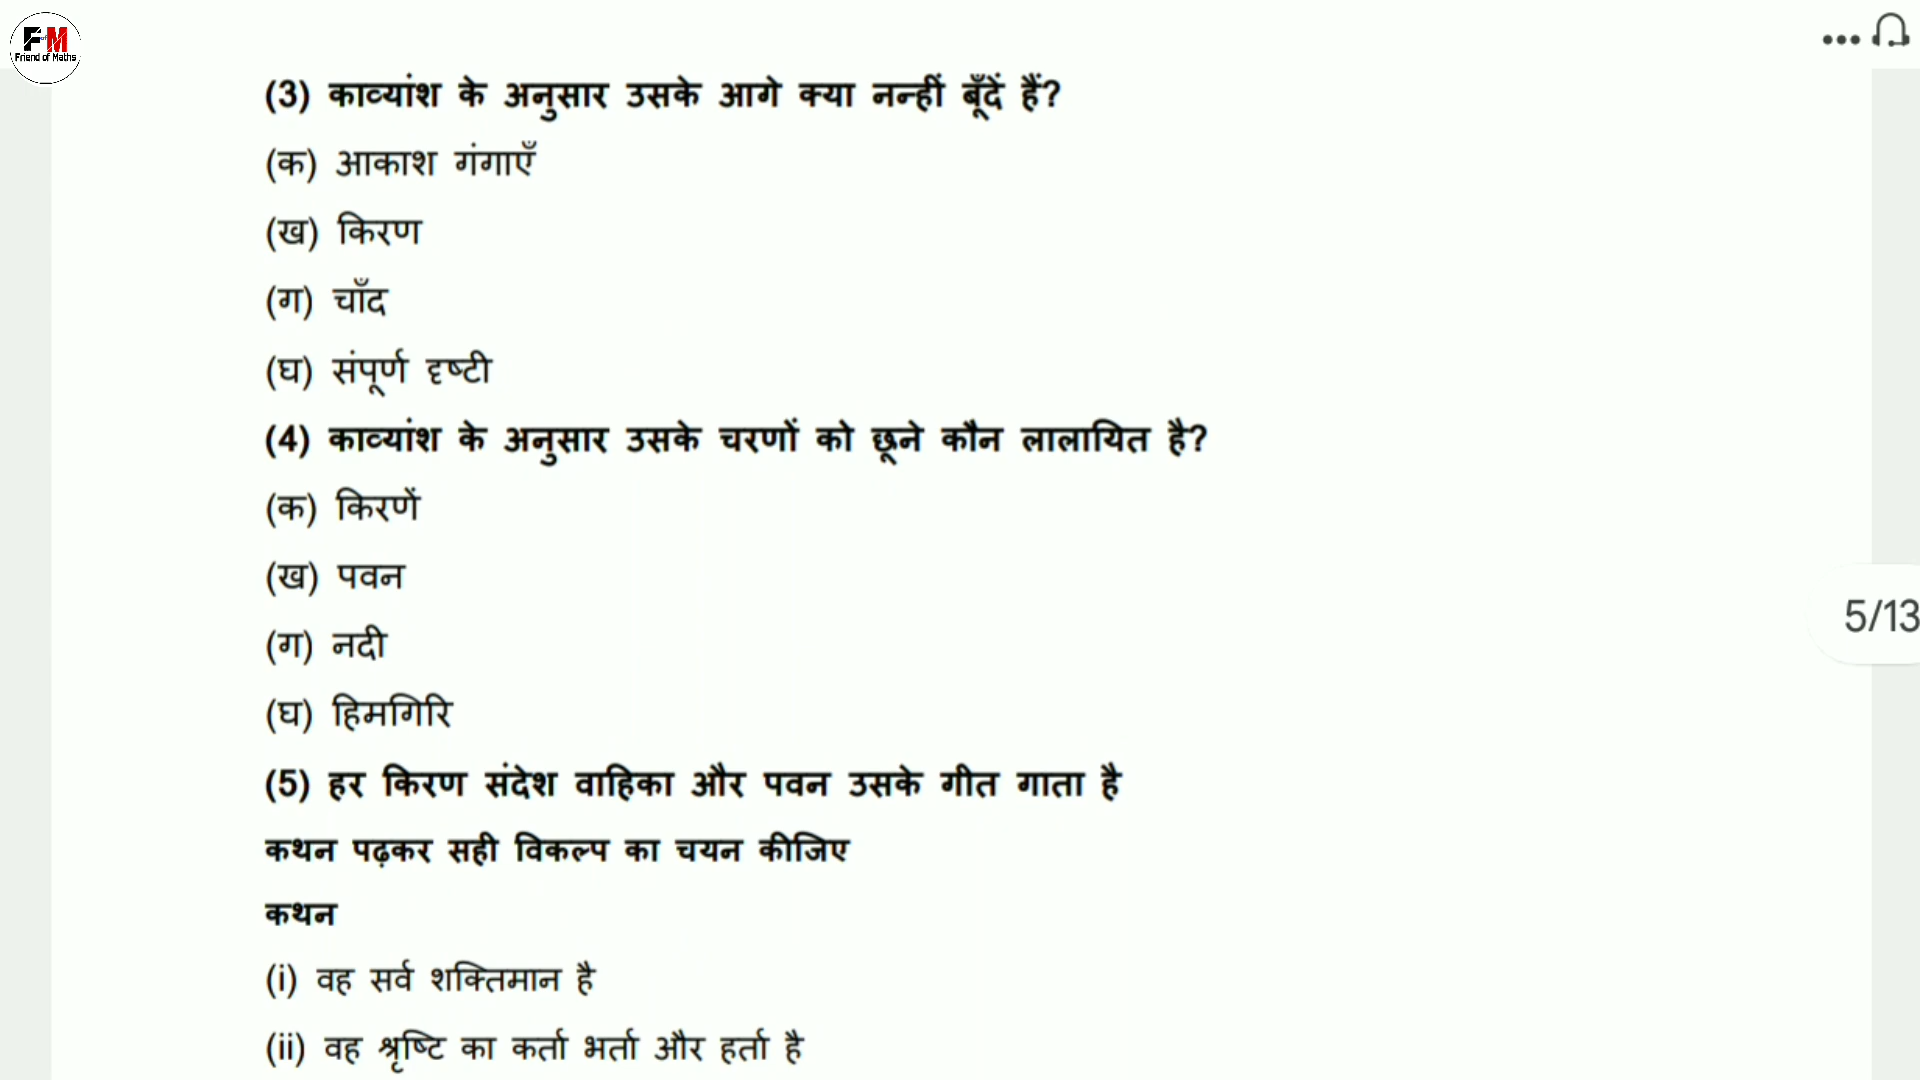 FM
Friend of Maths
(3) काव्यांश के अनुसार उसके आगे क्या नन्हीं बूँदें हैं?
(क) आकाश गंगाएँ
(ख) किरण
(ग) चाँद
(घ) संपूर्ण दृष्टी
(4) काव्यांश के अनुसार उसके चरणों को छूने कौन लालायित है?
(क) किरणें
(ख) पवन
(ग) नदी
(घ) हिमगिरि
5/13
(5) हर किरण संदेश वाहिका और पवन उसके गीत गाता है
कथन पढ़कर सही विकल्प का चयन कीजिए
कथन
(i) वह सर्व शक्तिमान है
(ii) वह श्रृष्टि का कर्ता भर्ता और हर्ता है